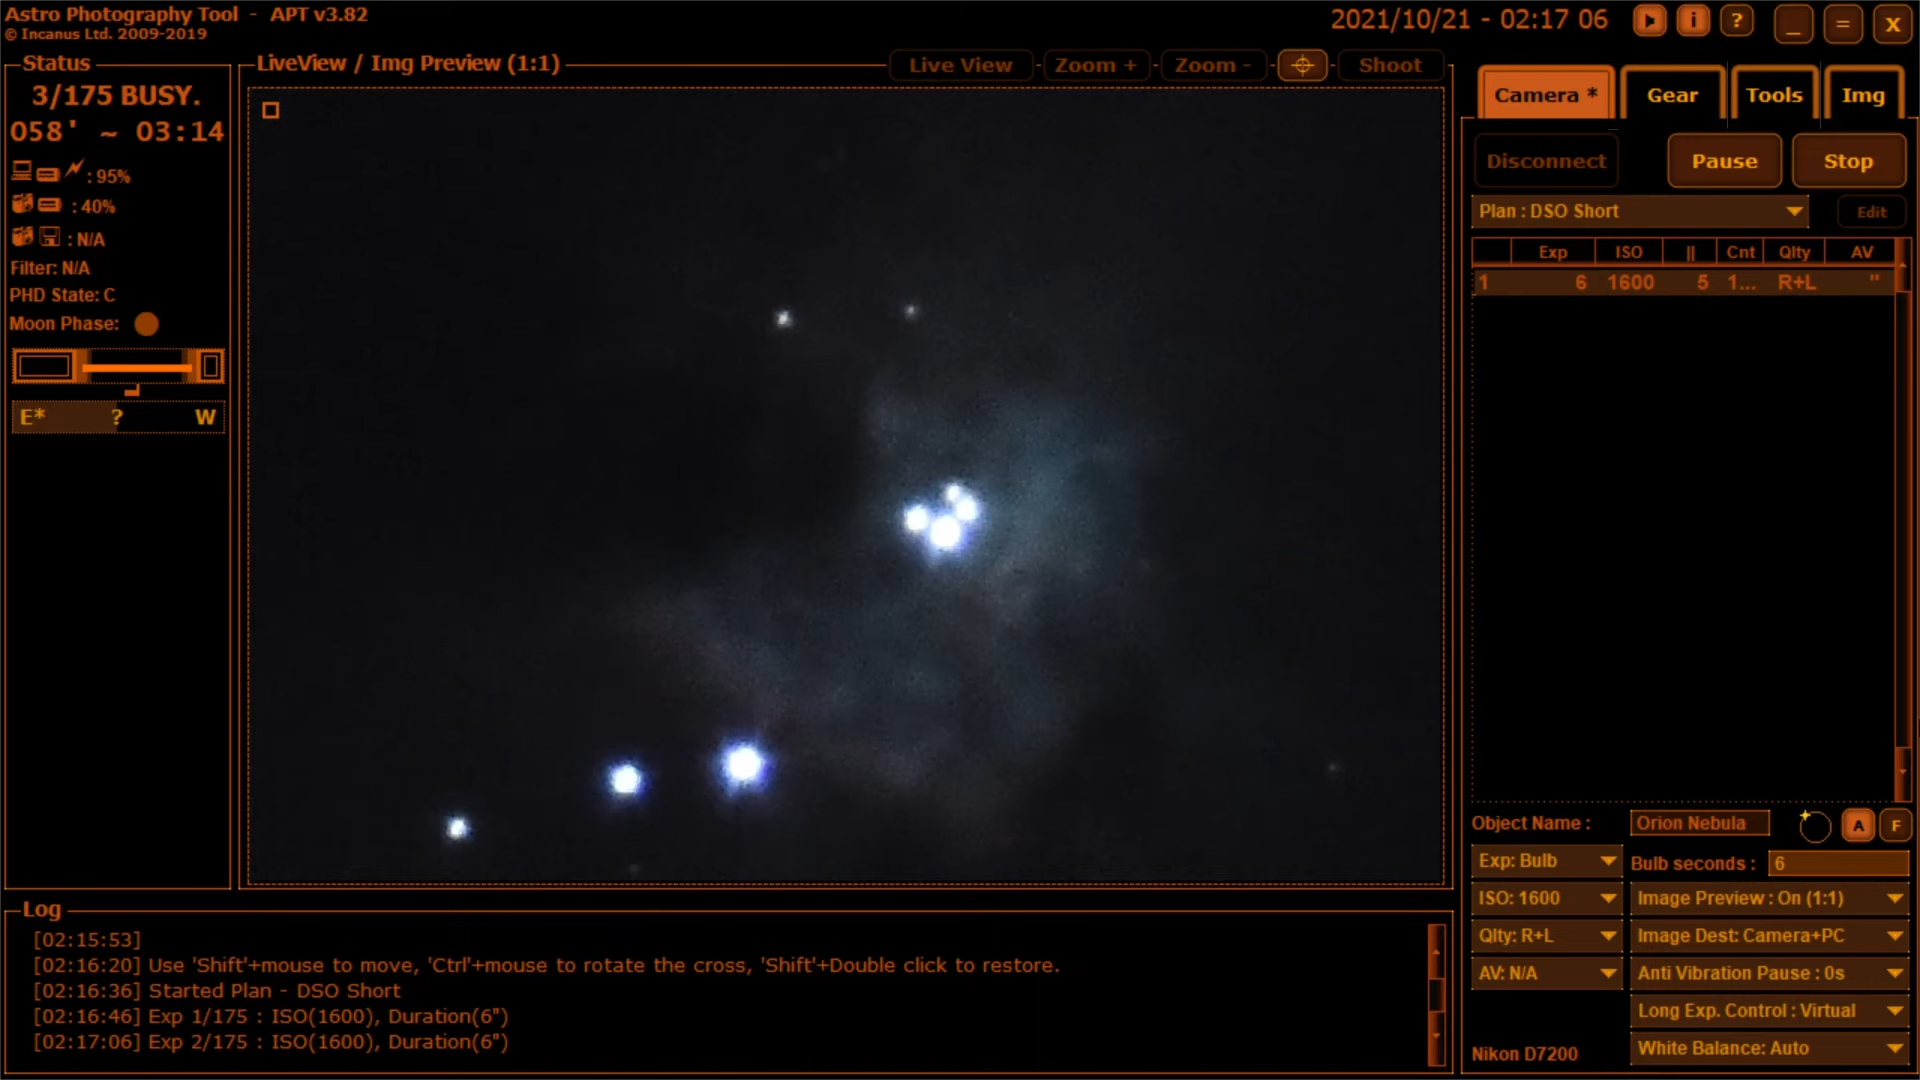 Astro Photography Tool - APT v3.82
© Incanus Ltd. 2009-2019
2021/10/21 - 02:17 06
i ? _ = X
Status
3/175 BUSY.
058' ~ 03:14
: 95%
: 40%
: N/A
Filter: N/A
PHD State: C
Moon Phase:
E* ? W
LiveView / Img Preview (1:1)
Live View - Zoom + - Zoom - - - Shoot
Camera * Gear Tools Img
Disconnect Pause Stop
Plan : DSO Short Edit
Exp ISO || Cnt Qlty AV
1 6 1600 5 1... R+L "
Object Name : Orion Nebula A F
Exp: Bulb Bulb seconds : 6
ISO: 1600 Image Preview : On (1:1)
Qlty: R+L Image Dest: Camera+PC
AV: N/A Anti Vibration Pause : 0s
Long Exp. Control : Virtual
Nikon D7200 White Balance: Auto
Log
[02:15:53]
[02:16:20] Use 'Shift'+mouse to move, 'Ctrl'+mouse to rotate the cross, 'Shift'+Double click to restore.
[02:16:36] Started Plan - DSO Short
[02:16:46] Exp 1/175 : ISO(1600), Duration(6")
[02:17:06] Exp 2/175 : ISO(1600), Duration(6")